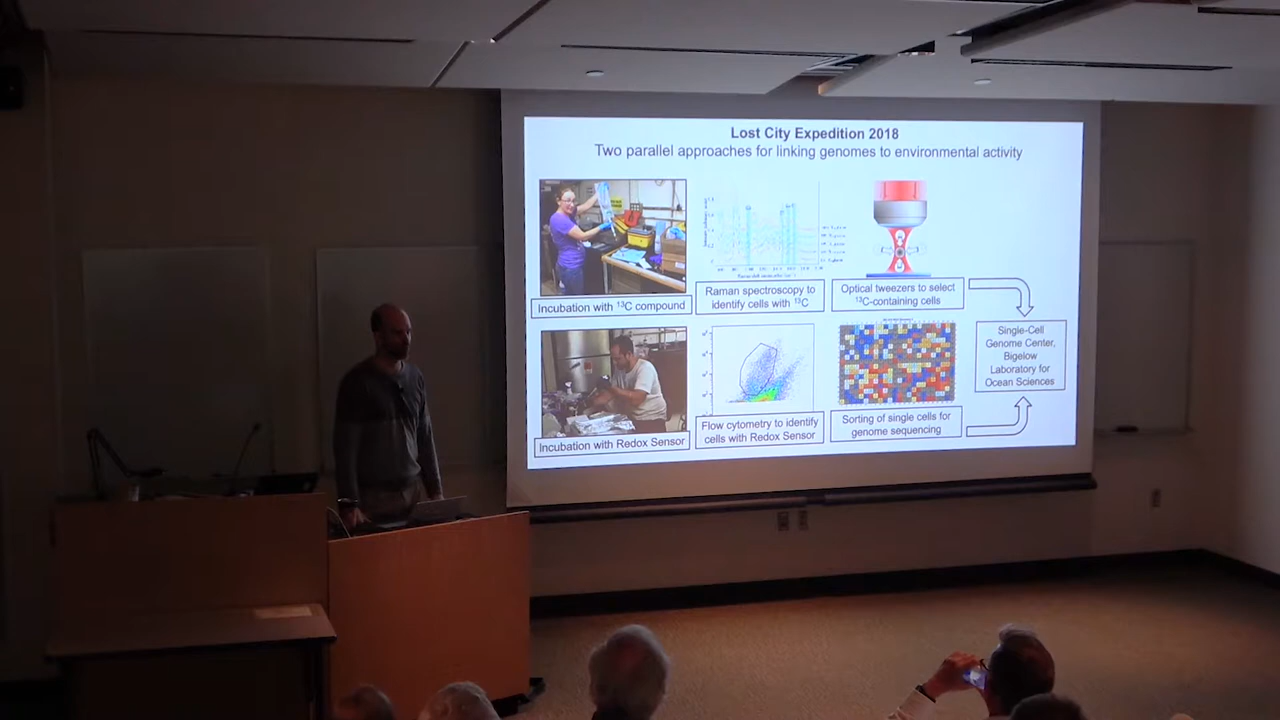 Lost City Expedition 2018
Two parallel approaches for linking genomes to environmental activity
Incubation with ¹³C compound
Raman spectroscopy to
identify cells with ¹³C
Optical tweezers to select
¹³C-containing cells
Single-Cell
Genome Center,
Bigelow
Laboratory for
Ocean Sciences
Incubation with Redox Sensor
Flow cytometry to identify
cells with Redox Sensor
Sorting of single cells for
genome sequencing